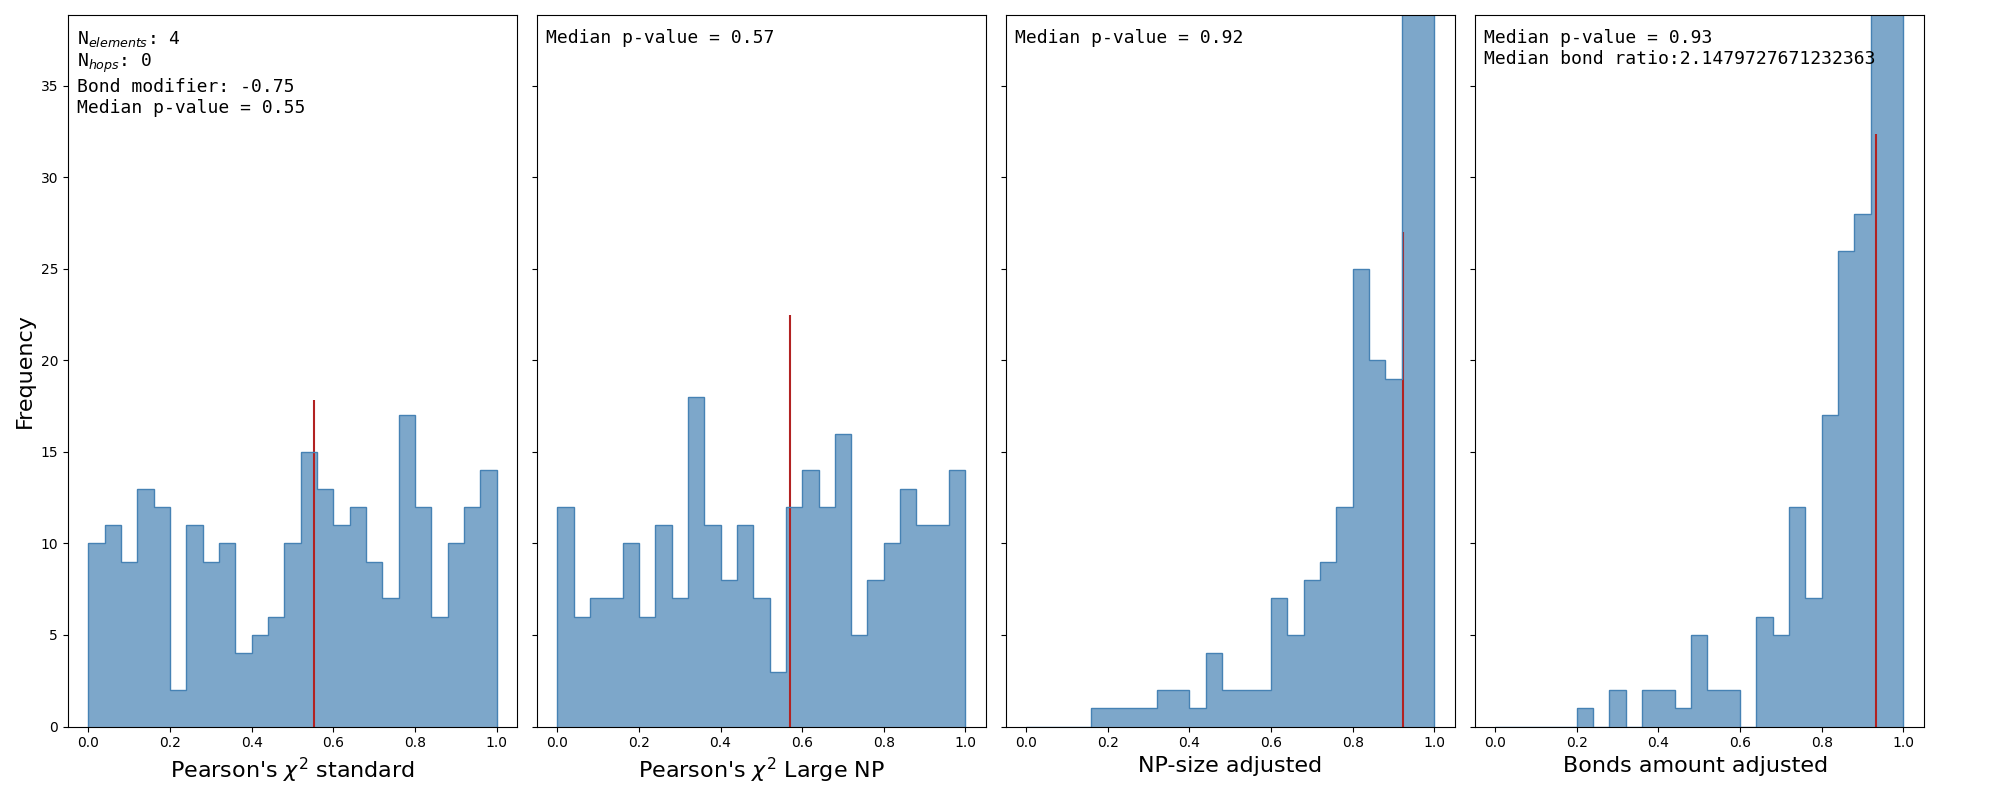 N_elements: 4
N_hops: 0
Bond modifier: -0.75
Median p-value = 0.55
Median p-value = 0.57
Median p-value = 0.92
Median p-value = 0.93
Median bond ratio:2.1479727671232363
Frequency
35
30
25
20
15
10
5
0
0.0 0.2 0.4 0.6 0.8 1.0
0.0 0.2 0.4 0.6 0.8 1.0
0.0 0.2 0.4 0.6 0.8 1.0
0.0 0.2 0.4 0.6 0.8 1.0
Pearson's χ² standard
Pearson's χ² Large NP
NP-size adjusted
Bonds amount adjusted